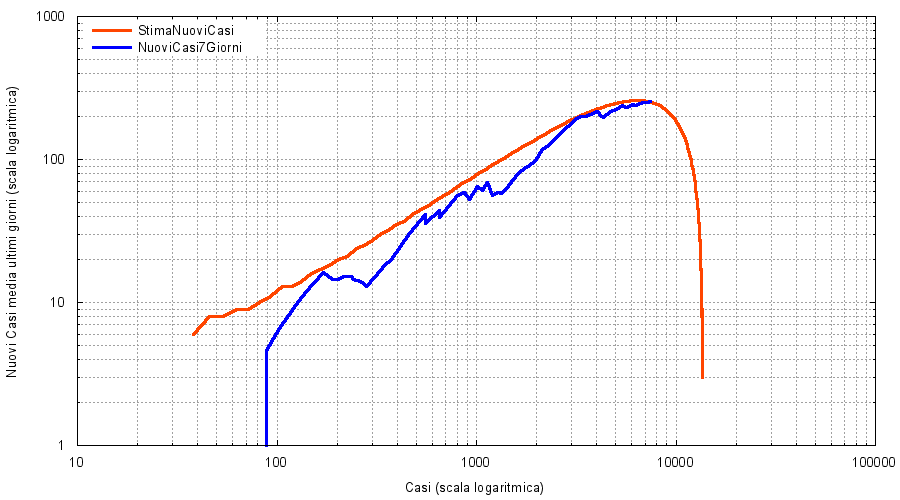 1000
StimaNuoviCasi
NuoviCasi7Giorni
100
10
1
Nuovi Casi media ultimi giorni (scala logaritmica)
10
100
1000
10000
100000
Casi (scala logaritmica)